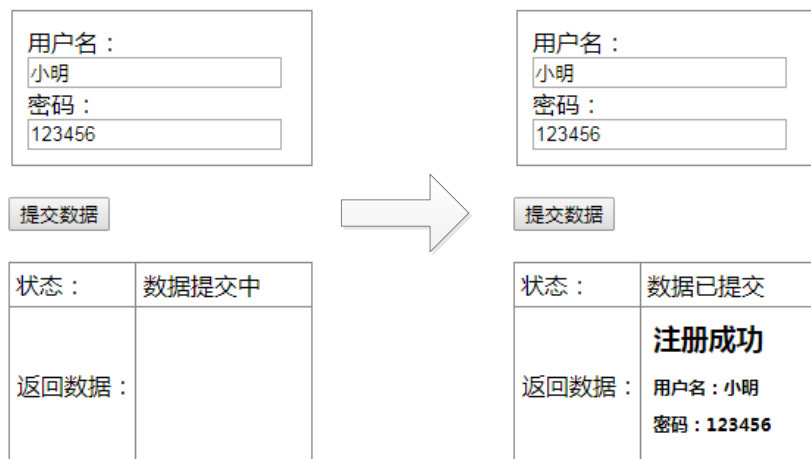 用户名：
小明
密码：
123456
提交数据
状态：
数据提交中
返回数据：
用户名：
小明
密码：
123456
提交数据
状态：
数据已提交
返回数据：
注册成功
用户名：小明
密码：123456